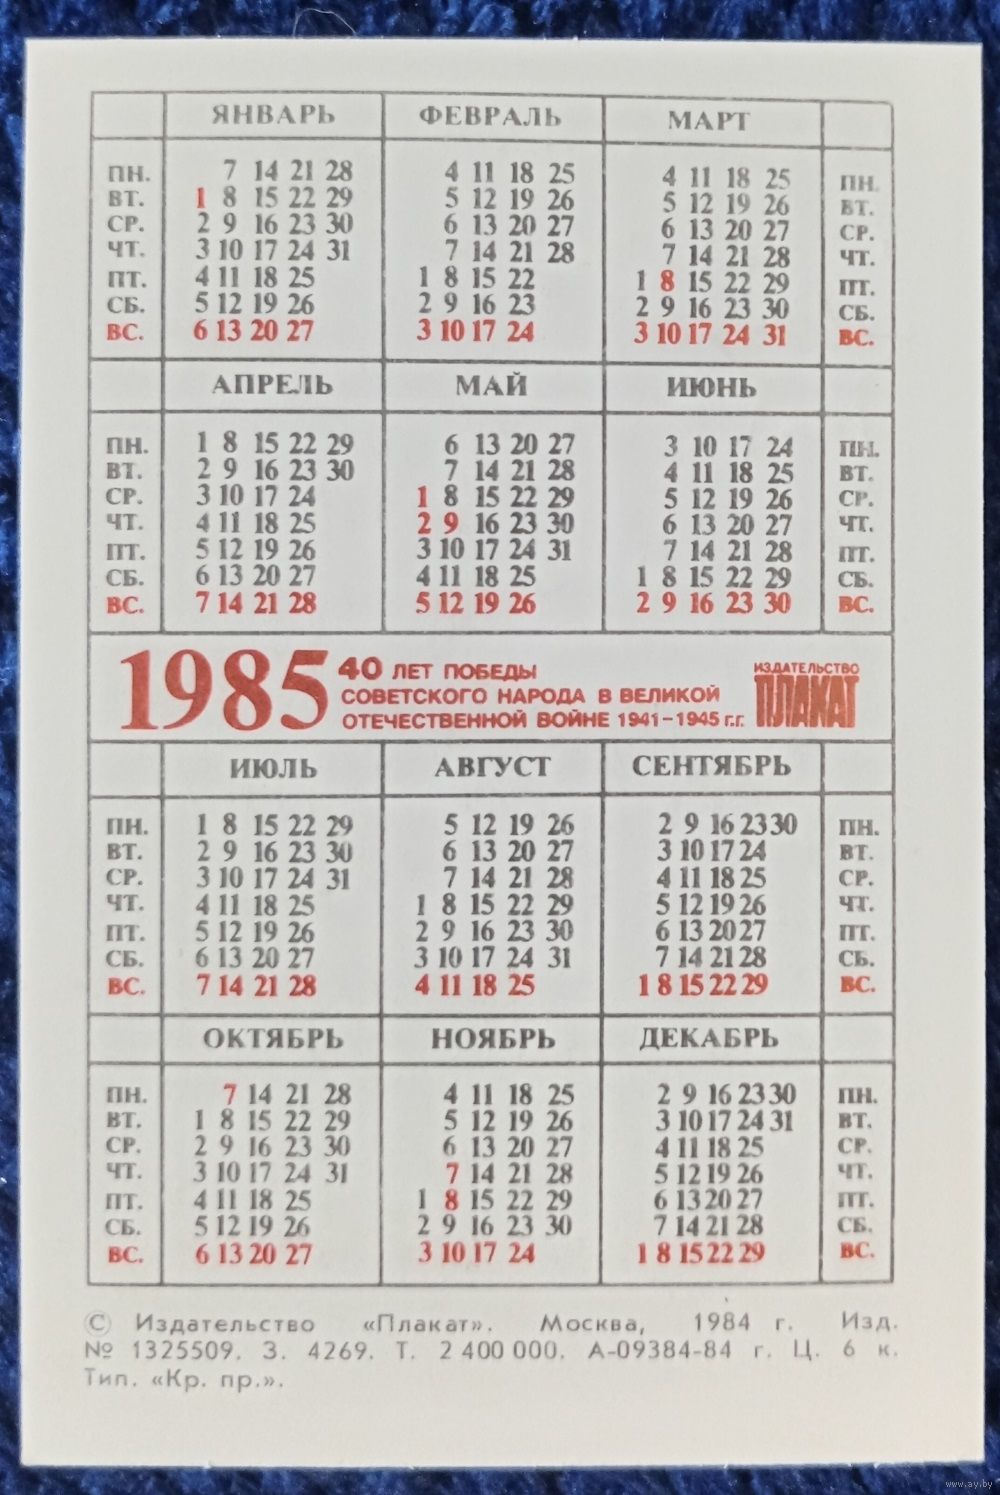 ЯНВАРЬ ФЕВРАЛЬ МАРТ
ПН. 7 14 21 28 4 11 18 25 4 11 18 25 ПН.
ВТ. 1 8 15 22 29 5 12 19 26 5 12 19 26 ВТ.
СР. 2 9 16 23 30 6 13 20 27 6 13 20 27 СР.
ЧТ. 3 10 17 24 31 7 14 21 28 7 14 21 28 ЧТ.
ПТ. 4 11 18 25 1 8 15 22 1 8 15 22 29 ПТ.
СБ. 5 12 19 26 2 9 16 23 2 9 16 23 30 СБ.
ВС. 6 13 20 27 3 10 17 24 3 10 17 24 31 ВС.
АПРЕЛЬ МАЙ ИЮНЬ
ПН. 1 8 15 22 29 6 13 20 27 3 10 17 24 ПН.
ВТ. 2 9 16 23 30 7 14 21 28 4 11 18 25 ВТ.
СР. 3 10 17 24 1 8 15 22 29 5 12 19 26 СР.
ЧТ. 4 11 18 25 2 9 16 23 30 6 13 20 27 ЧТ.
ПТ. 5 12 19 26 3 10 17 24 31 7 14 21 28 ПТ.
СБ. 6 13 20 27 4 11 18 25 1 8 15 22 29 СБ.
ВС. 7 14 21 28 5 12 19 26 2 9 16 23 30 ВС.
1985
40 ЛЕТ ПОБЕДЫ
СОВЕТСКОГО НАРОДА В ВЕЛИКОЙ
ОТЕЧЕСТВЕННОЙ ВОЙНЕ 1941-1945 г.г.
ИЗДАТЕЛЬСТВО
ПЛАКАТ
ИЮЛЬ АВГУСТ СЕНТЯБРЬ
ПН. 1 8 15 22 29 5 12 19 26 2 9 16 23 30 ПН.
ВТ. 2 9 16 23 30 6 13 20 27 3 10 17 24 ВТ.
СР. 3 10 17 24 31 7 14 21 28 4 11 18 25 СР.
ЧТ. 4 11 18 25 1 8 15 22 29 5 12 19 26 ЧТ.
ПТ. 5 12 19 26 2 9 16 23 30 6 13 20 27 ПТ.
СБ. 6 13 20 27 3 10 17 24 31 7 14 21 28 СБ.
ВС. 7 14 21 28 4 11 18 25 1 8 15 22 29 ВС.
ОКТЯБРЬ НОЯБРЬ ДЕКАБРЬ
ПН. 7 14 21 28 4 11 18 25 2 9 16 23 30 ПН.
ВТ. 1 8 15 22 29 5 12 19 26 3 10 17 24 31 ВТ.
СР. 2 9 16 23 30 6 13 20 27 4 11 18 25 СР.
ЧТ. 3 10 17 24 31 7 14 21 28 5 12 19 26 ЧТ.
ПТ. 4 11 18 25 1 8 15 22 29 6 13 20 27 ПТ.
СБ. 5 12 19 26 2 9 16 23 30 7 14 21 28 СБ.
ВС. 6 13 20 27 3 10 17 24 1 8 15 22 29 ВС.
© Издательство «Плакат». Москва, 1984 г. Изд.
№ 1325509. З. 4269. Т. 2 400 000. А-09384-84 г. Ц. 6 к.
Тип. «Кр. пр.».
www.ay.by